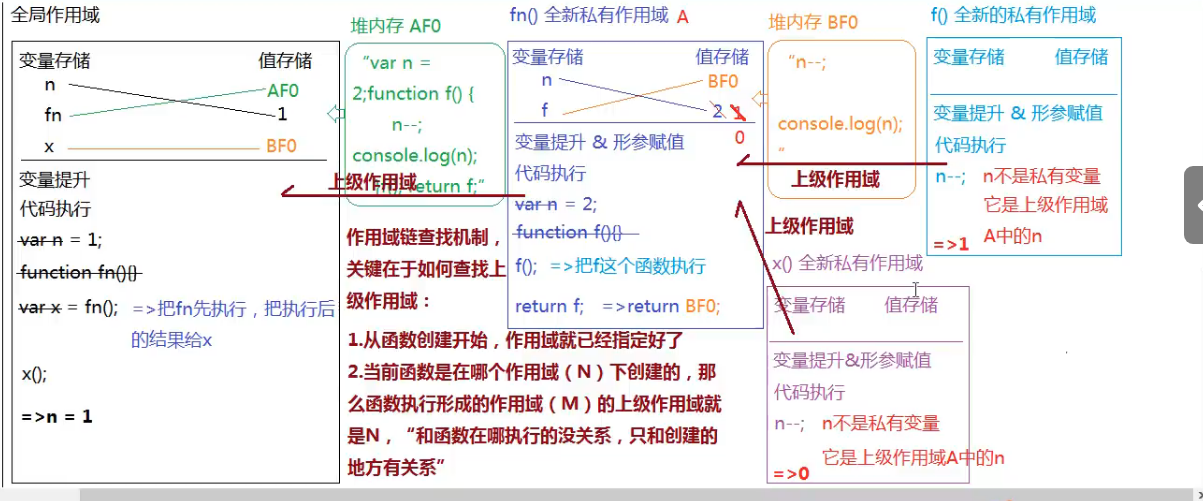 全局作用域
变量存储 值存储
n
AF0
fn
1
x
BF0
变量提升
代码执行
var n = 1;
function fn(){}
var x = fn(); =>把fn先执行，把执行后
的结果给x
x();
=>n = 1
堆内存 AF0
“var n =
2;function f() {
n--;
console.log(n);
return f;”
上级作用域
作用域链查找机制，
关键在于如何查找上
级作用域：
1.从函数创建开始，作用域就已经指定好了
2.当前函数是在哪个作用域（N）下创建的，那
么函数执行形成的作用域（M）的上级作用域就
是N，“和函数在哪执行的没关系，只和创建的
地方有关系”
fn() 全新私有作用域 A
变量存储 值存储
n
BF0
f
2 1
0
变量提升 & 形参赋值
代码执行
var n = 2;
function f(){}
f(); =>把f这个函数执行
return f; =>return BF0;
堆内存 BF0
“n--;
console.log(n);
”
上级作用域
上级作用域
f() 全新的私有作用域
变量存储 值存储
变量提升 & 形参赋值
代码执行
n--; n不是私有变量
它是上级作用域
A中的n
=>1
x() 全新私有作用域
变量存储 值存储
变量提升&形参赋值
代码执行
n--; n不是私有变量
它是上级作用域A中的n
=>0